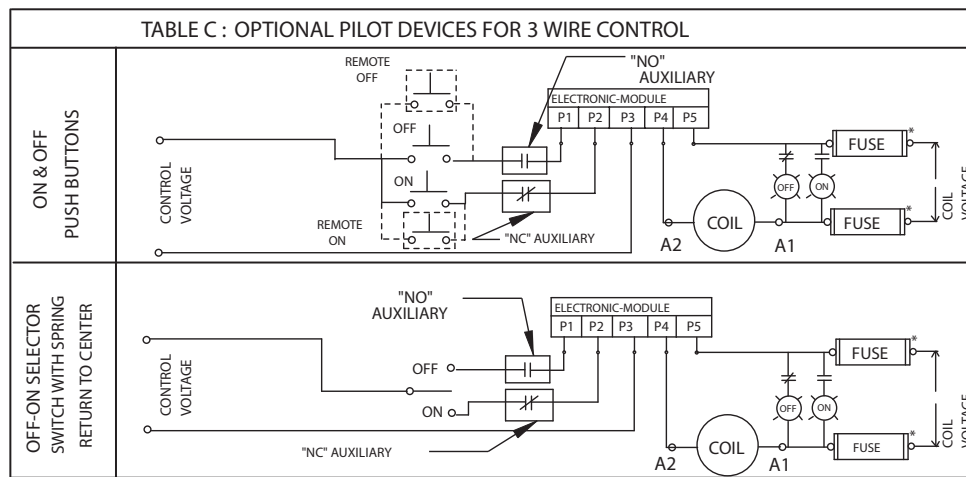 TABLE C : OPTIONAL PILOT DEVICES FOR 3 WIRE CONTROL
ON & OFF
PUSH BUTTONS
CONTROL
VOLTAGE
REMOTE
OFF
OFF
ON
REMOTE
ON
"NO"
AUXILIARY
"NC" AUXILIARY
ELECTRONIC-MODULE
P1 P2 P3 P4 P5
A2
COIL
A1
OFF
ON
FUSE *
FUSE *
COIL
VOLTAGE
OFF-ON SELECTOR
SWITCH WITH SPRING
RETURN TO CENTER
CONTROL
VOLTAGE
"NO"
AUXILIARY
OFF
ON
"NC" AUXILIARY
ELECTRONIC-MODULE
P1 P2 P3 P4 P5
A2
COIL
A1
OFF
ON
FUSE *
FUSE *
COIL
VOLTAGE